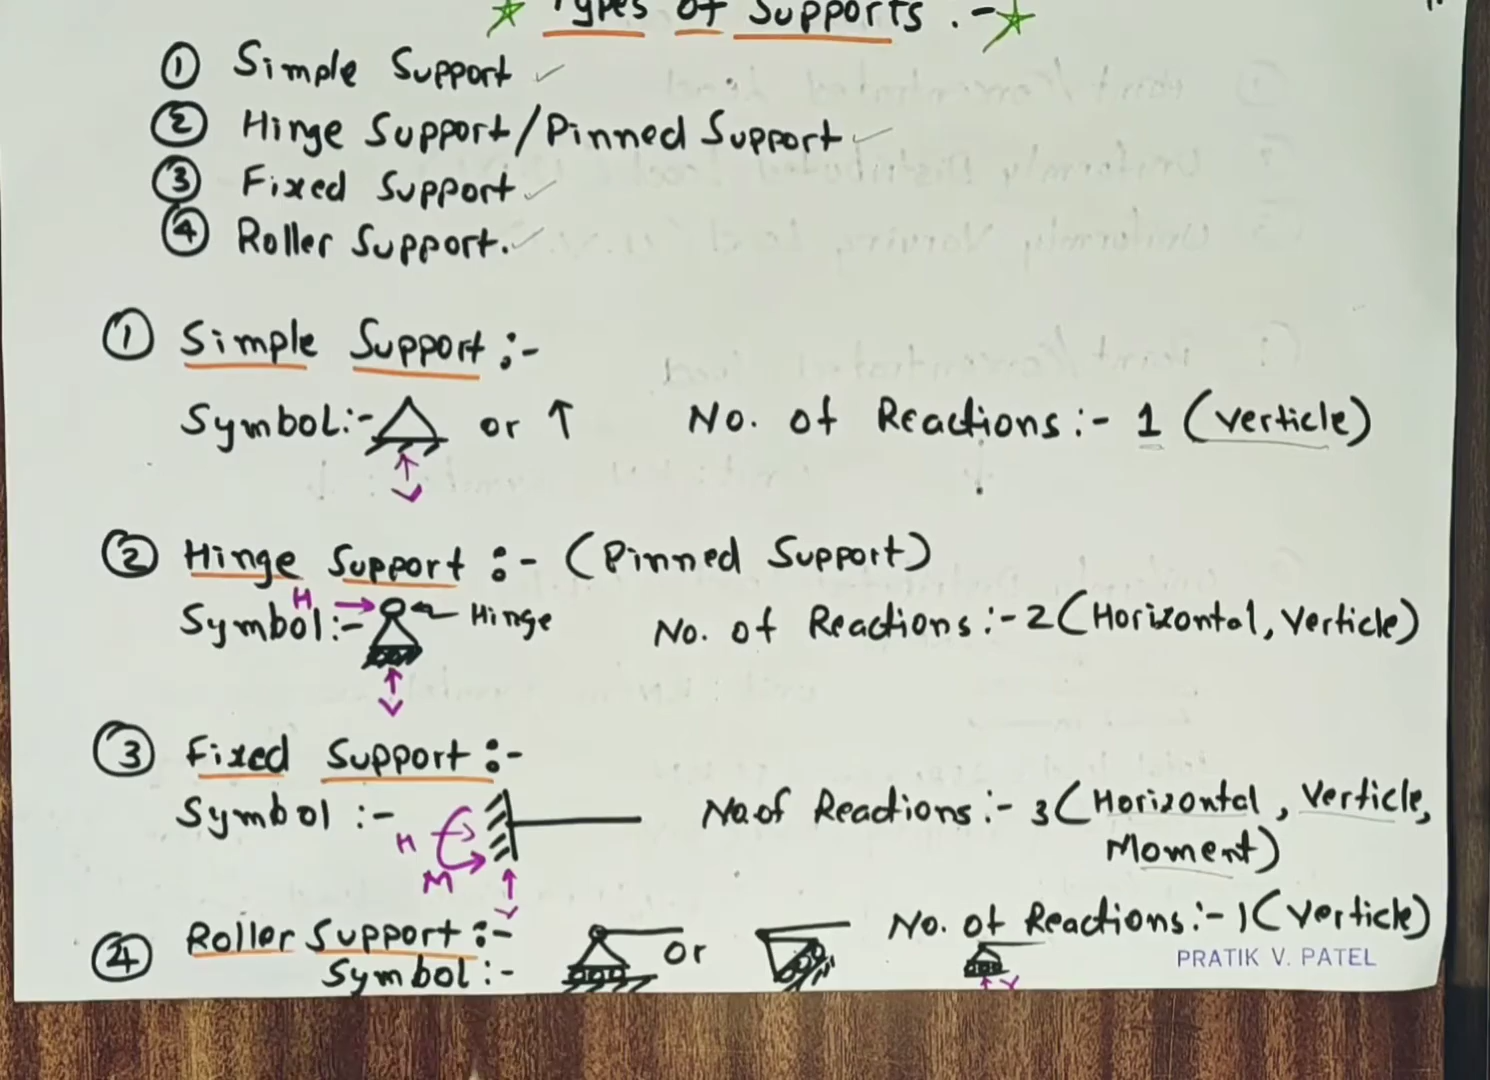 Types of Supports :-
① Simple Support ✓
② Hinge Support/Pinned Support ✓
③ Fixed Support ✓
④ Roller Support. ✓
① Simple Support :-
Symbol:- or ↑ No. of Reactions:- 1 (Verticle)
V
② Hinge Support :- (Pinned Support)
H
Symbol:- Hinge No. of Reactions:- 2 (Horizontal, Verticle)
V
③ Fixed Support :-
Symbol :- No. of Reactions:- 3 (Horizontal, Verticle,
Moment)
H
M
V
④ Roller Support :- or No. of Reactions:- 1 (Verticle)
Symbol:- V
PRATIK V. PATEL